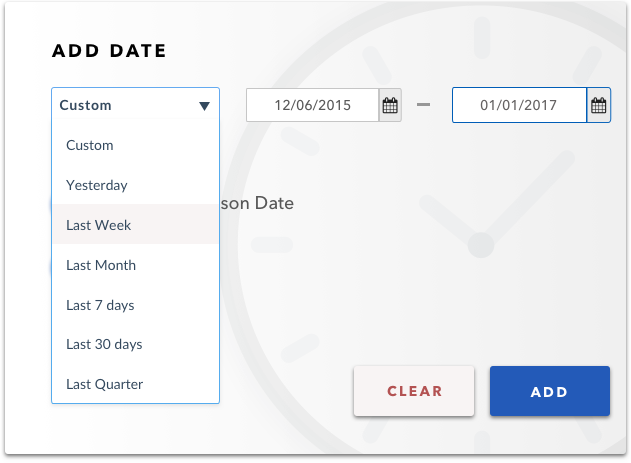 ADD DATE
Custom
12/06/2015 – 01/01/2017
Custom
Yesterday
son Date
Last Week
Last Month
Last 7 days
Last 30 days
Last Quarter
CLEAR
ADD